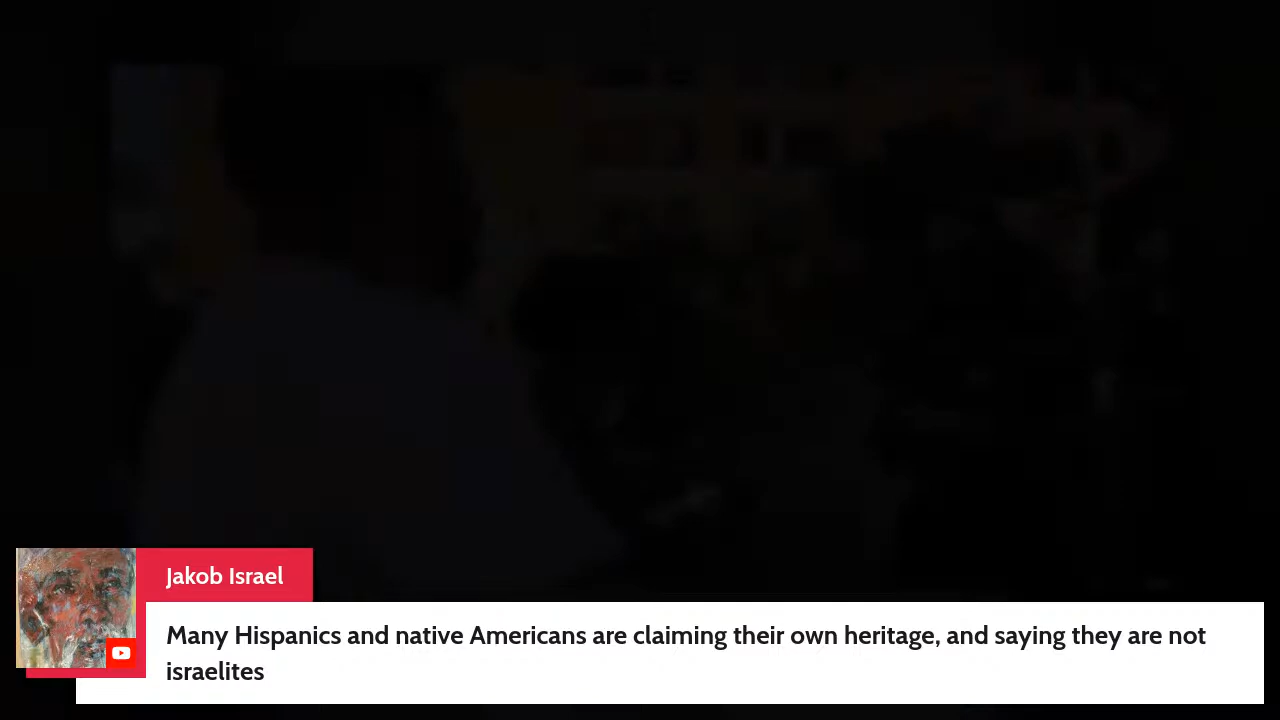 Jakob Israel
Many Hispanics and native Americans are claiming their own heritage, and saying they are not
israelites